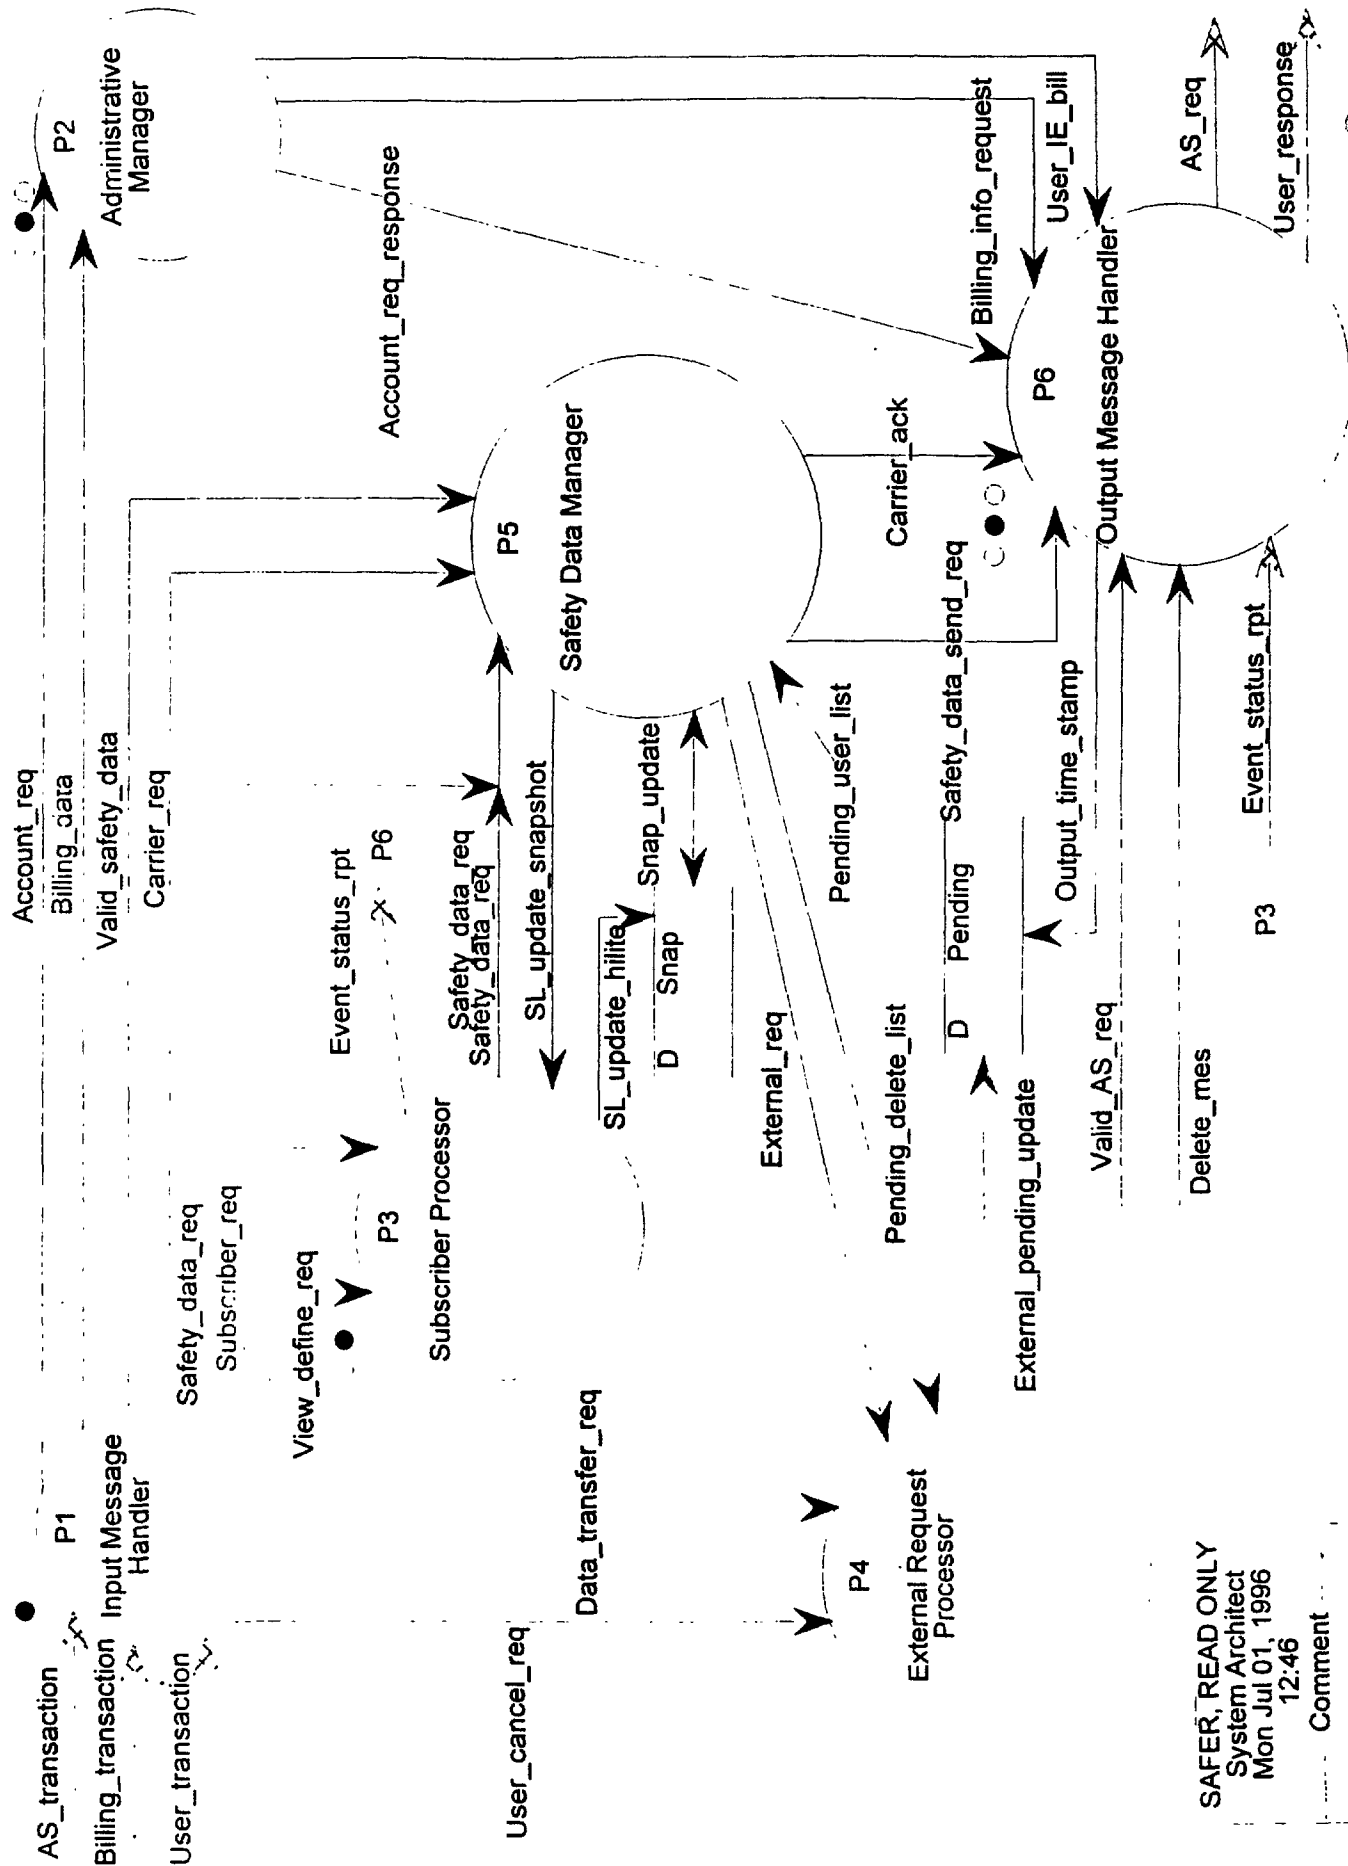 AS_transaction
Billing_transaction
User_transaction
P1
Input Message
Handler
Account_req
Billing_data
Valid_safety_data
Carrier_req
P2
Administrative
Manager
Safety_data_req
Subscriber_req
View_define_req
P3
Subscriber Processor
Event_status_rpt
P6
Safety_data_req
Safety_data_req
SL_update_snapshot
SL_update_hilite
Snap_update
D Snap
P5
Safety Data Manager
Account_req_response
User_cancel_req
Data_transfer_req
P4
External Request
Processor
External_req
Pending_delete_list
Pending_user_list
Carrier_ack
Safety_data_send_req
D Pending
External_pending_update
Output_time_stamp
Billing_info_request
User_IE_bill
P6
Output Message Handler
Valid_AS_req
Delete_mes
P3
Event_status_rpt
AS_req
User_response
SAFER, READ ONLY
System Architect
Mon Jul 01, 1996
12:46
Comment